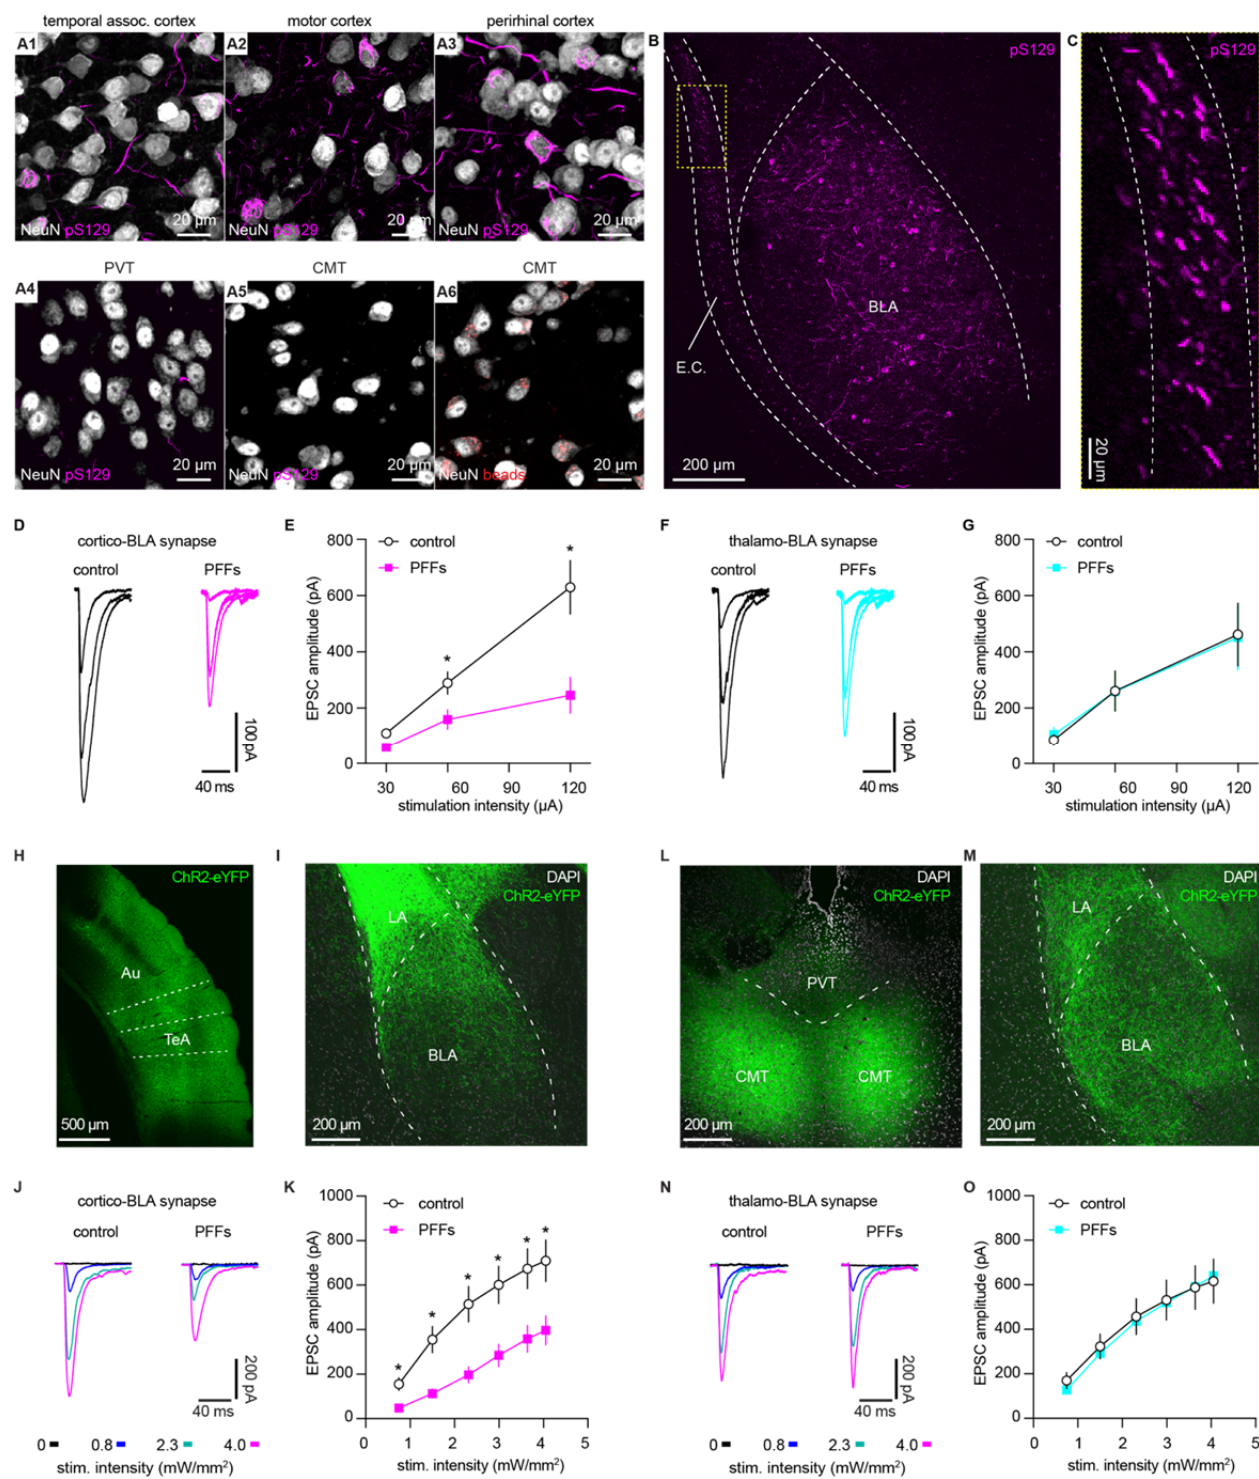 temporal assoc. cortex
motor cortex
perirhinal cortex
A1
A2
A3
B
pS129
C
pS129
NeuN pS129
20 µm
NeuN pS129
20 µm
NeuN pS129
20 µm
PVT
CMT
CMT
A4
A5
A6
BLA
E.C.
NeuN pS129
20 µm
NeuN pS129
20 µm
NeuN beads
20 µm
200 µm
20 µm
D
cortico-BLA synapse
control
PFFs
100 pA
40 ms
E
control
PFFs
EPSC amplitude (pA)
800
600
400
200
0
*
*
30
60
90
120
stimulation intensity (µA)
F
thalamo-BLA synapse
control
PFFs
100 pA
40 ms
G
control
PFFs
EPSC amplitude (pA)
800
600
400
200
0
30
60
90
120
stimulation intensity (µA)
H
ChR2-eYFP
Au
TeA
500 µm
I
DAPI
ChR2-eYFP
LA
BLA
200 µm
L
DAPI
ChR2-eYFP
PVT
CMT
CMT
200 µm
M
DAPI
ChR2-eYFP
LA
BLA
200 µm
J
cortico-BLA synapse
control
PFFs
200 pA
40 ms
0
0.8
2.3
4.0
stim. intensity (mW/mm²)
K
control
PFFs
EPSC amplitude (pA)
1000
800
600
400
200
0
* * * * * *
0
1
2
3
4
5
stim. intensity (mW/mm²)
N
thalamo-BLA synapse
control
PFFs
200 pA
40 ms
0
0.8
2.3
4.0
stim. intensity (mW/mm²)
O
control
PFFs
EPSC amplitude (pA)
1000
800
600
400
200
0
0
1
2
3
4
5
stim. intensity (mW/mm²)